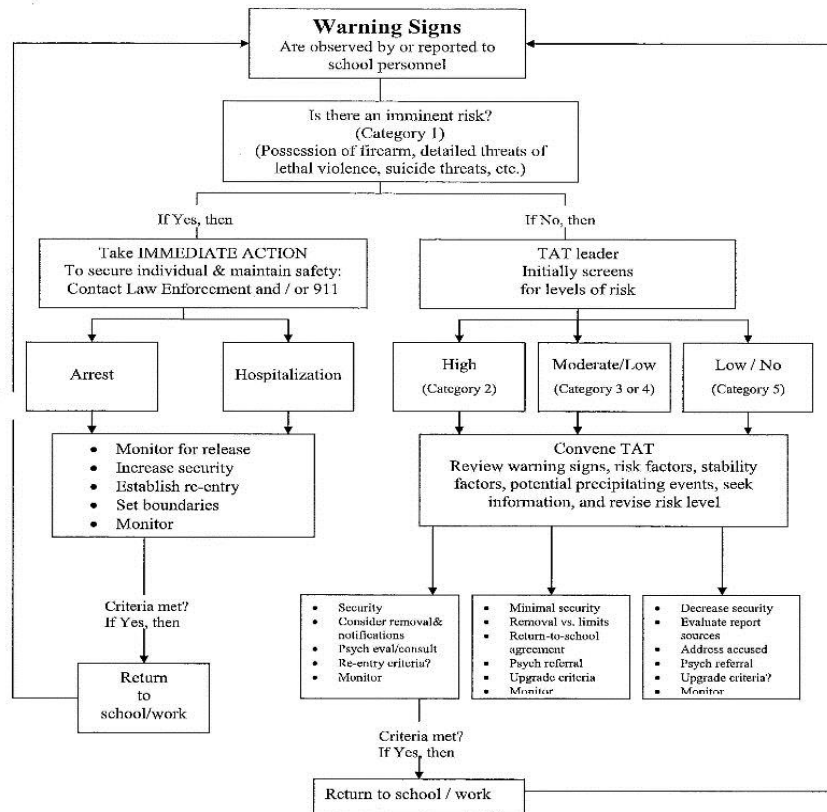 Warning Signs
Are observed by or reported to
school personnel
Is there an imminent risk?
(Category 1)
(Possession of firearm, detailed threats of
lethal violence, suicide threats, etc.)
If Yes, then
If No, then
Take IMMEDIATE ACTION
To secure individual & maintain safety:
Contact Law Enforcement and / or 911
TAT leader
Initially screens
for levels of risk
Arrest
Hospitalization
High
(Category 2)
Moderate/Low
(Category 3 or 4)
Low / No
(Category 5)
• Monitor for release
• Increase security
• Establish re-entry
• Set boundaries
• Monitor
Convene TAT
Review warning signs, risk factors, stability
factors, potential precipitating events, seek
information, and revise risk level
Criteria met?
If Yes, then
Return
to
school/work
• Security
• Consider removal&
notifications
• Psych eval/consult
• Re-entry criteria?
• Monitor
• Minimal security
• Removal vs. limits
• Return-to-school
agreement
• Psych referral
• Upgrade criteria
• Monitor
• Decrease security
• Evaluate report
sources
• Address accused
• Psych referral
• Upgrade criteria?
• Monitor
Criteria met?
If Yes, then
Return to school / work